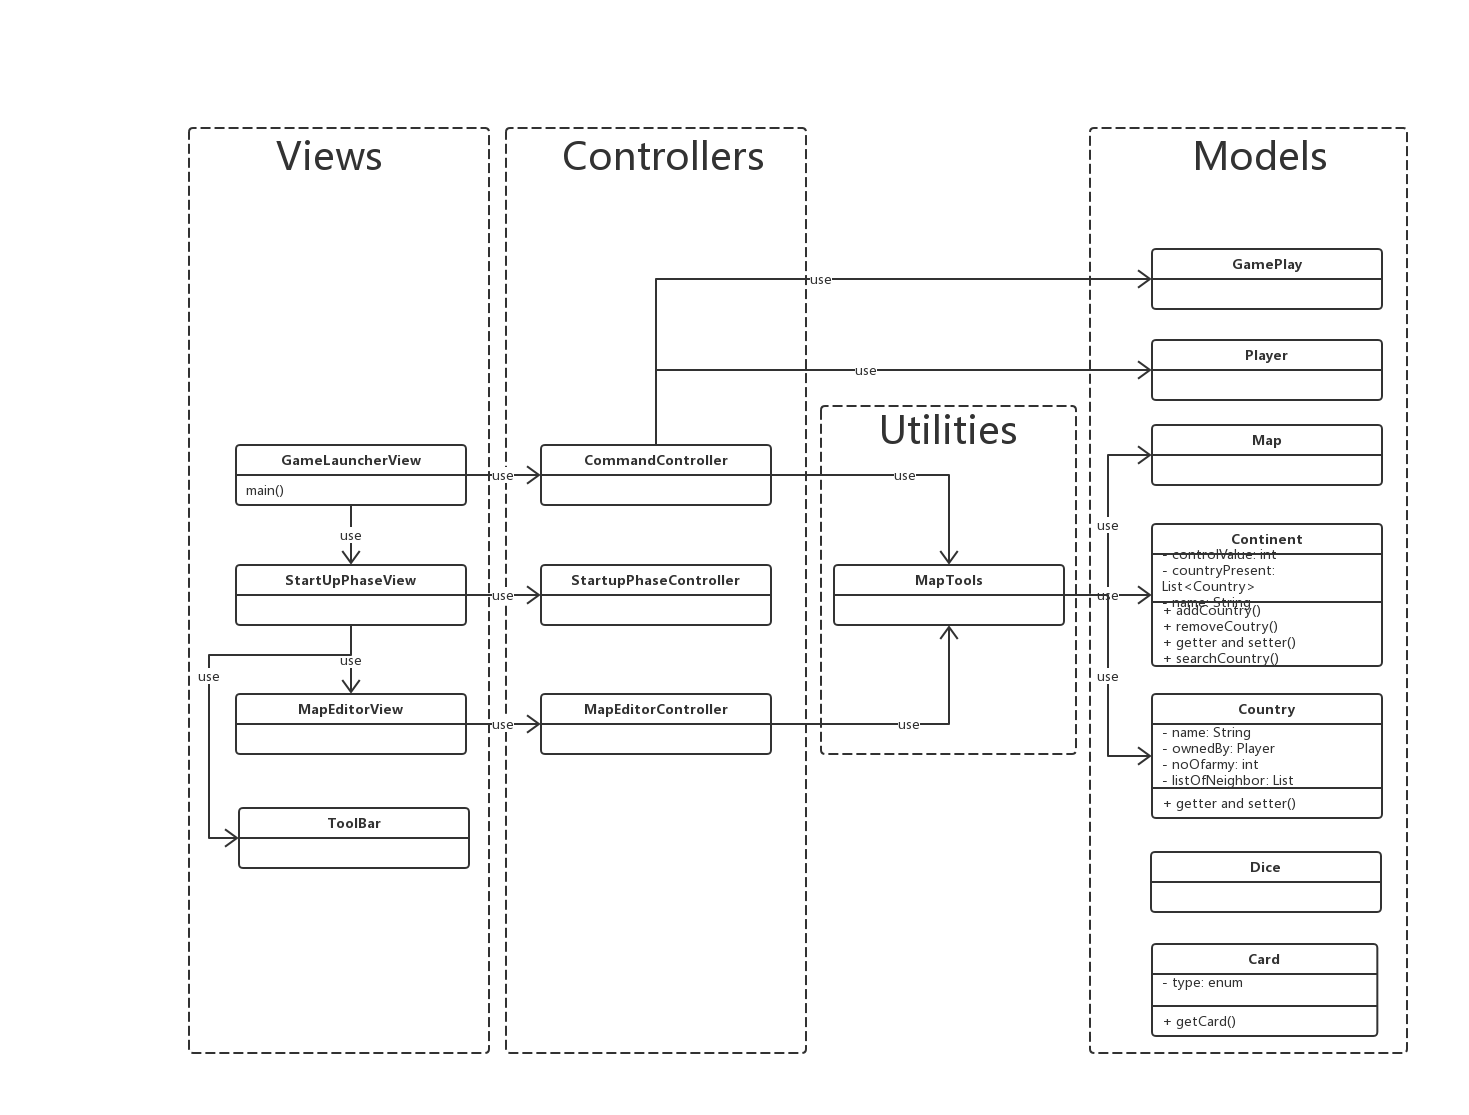 Views
Controllers
Models
GamePlay
use
Player
use
Utilities
Map
GameLauncherView
main()
use
CommandController
use
use
use
Continent
- controlValue: int
- countryPresent:
List<Country>
- name: String
+ addCountry()
+ removeCoutry()
+ getter and setter()
+ searchCountry()
StartUpPhaseView
use
StartupPhaseController
MapTools
use
use
use
use
MapEditorView
use
MapEditorController
use
Country
- name: String
- ownedBy: Player
- noOfarmy: int
- listOfNeighbor: List
+ getter and setter()
ToolBar
Dice
Card
- type: enum
+ getCard()